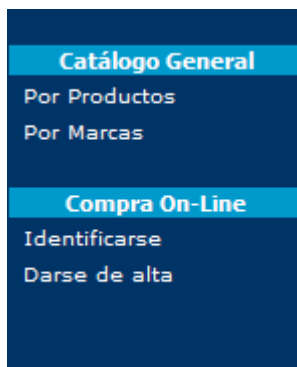 Catálogo General
Por Productos
Por Marcas
Compra On-Line
Identificarse
Darse de alta